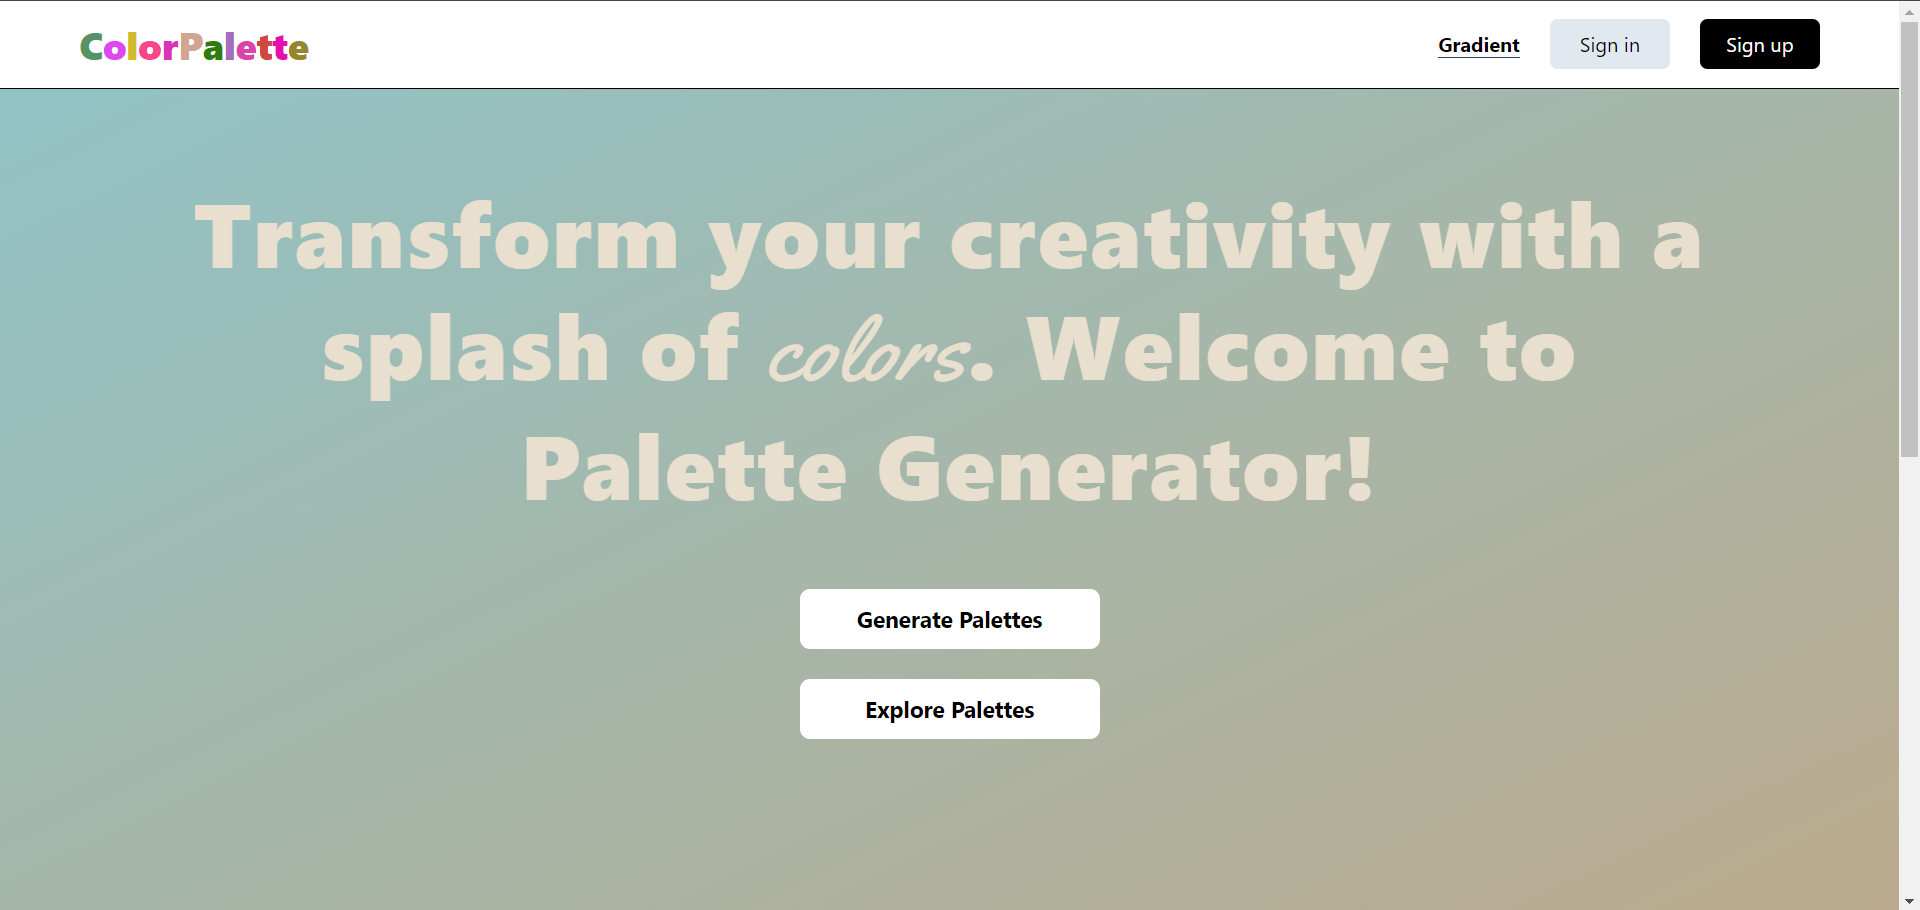 ColorPalette
Gradient
Sign in
Sign up
Transform your creativity with a
splash of colors. Welcome to
Palette Generator!
Generate Palettes
Explore Palettes